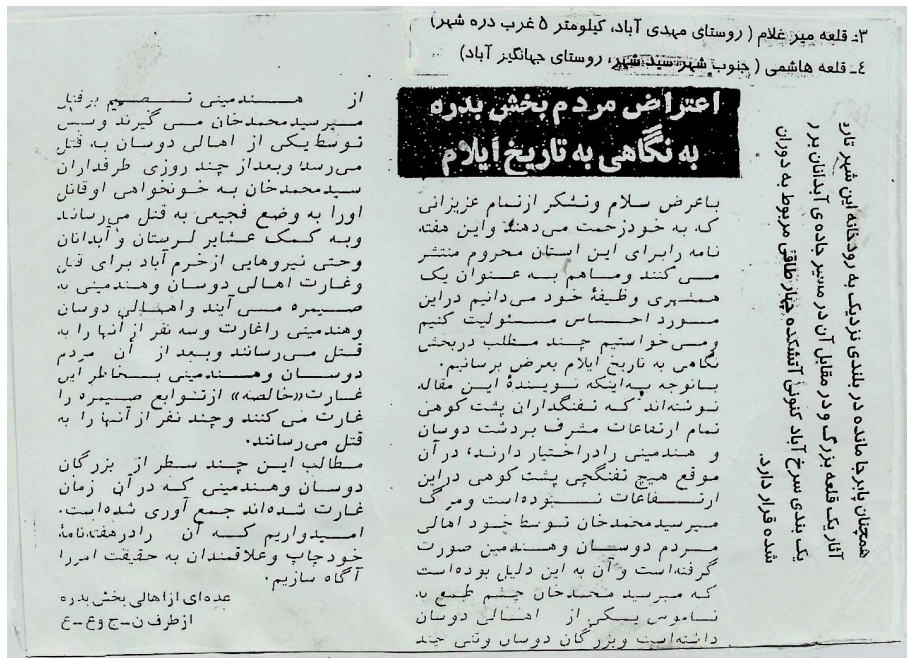 ۳ـ قلعه میر غلام ( روستای مهدی آباد، کیلومتر ۵ غرب دره شهر)
٤ـ قلعه هاشمی ( جنوب شهر سید شهر، روستای جهانگیز آباد)
همچنان پابرجا مانده در بلندی نزدیک به رودخانه این شهر
آثار یک قلعه بزرگ و در مقابل آن در مسیر جاده ی آبدانان
یک بندی سرخ آباد کنونی آتشکده چهار طاقی مربوط به دوران
شده قرار دارد.
اعتراض مردم بخش بدره
به نگاهی به تاریخ ایلام
باعرض سلام وتشکر ازتمام عزیزانی
که به خودزحمت می‌دهند واین هفته
نامه رابرای این استان محروم منتشر
می کنند وماهم به عنوان یک
همشهری وظیفهٔ خود می‌دانیم دراین
مورد احساس مسئولیت کنیم
ومی‌خواستیم چند مطلب دربخش
نگاهی به تاریخ ایلام بعرض برسانیم.
باتوجه به‌اینکه نویسندهٔ این مقاله
نوشته‌اند که تفنگداران پشت کوهی
تمام ارتفاعات مشرف بردشت دوسان
و هندمینی رادراختیار دارند، درآن
موقع هیچ تفنگچی پشت کوهی دراین
ارتفاعات نبوده‌است ومرگ
میرسیدمحمدخان توسط خود اهالی
مردم دوسان وهندمین صورت
گرفته‌است و آن به این دلیل بوده‌است
که میرسید محمدخان چشم طمع به
ناموس یکی از اهالی دوسان
داشته‌است وبزرگان دوسان وتنی چند
از هندمینی تصمیم برقتل
میرسیدمحمدخان می گیرند وسپس
توسط یکی از اهالی دوسان به قتل
می‌رسد وبعداز چند روزی طرفداران
سیدمحمدخان به خونخواهی اوقاتل
اورا به وضع فجیعی به قتل می‌رسانند
وبه کمک عشایر لرستان وآبدانان
وحتی نیروهایی ازخرم آباد برای قتل
وغارت اهالی دوسان وهندمینی به
صیمره می آیند واهالی دوسان
وهندمینی راغارت وسه نفر از آنها را به
قتل می‌رسانند وبعد از آن مردم
دوسان وهندمینی بخاطر این
غارت«خالصه» ازتوابع صیمره را
غارت می کنند وچند نفر از آنها را به
قتل می‌رسانند.
مطالب این چند سطر از بزرگان
دوسان وهندمینی که درآن زمان
غارت شده‌اند جمع آوری شده‌است.
امیدواریم که آن رادرهفته‌نامهٔ
خودچاپ وعلاقمندان به حقیقت امررا
آگاه سازیم.
عده‌ای ازاهالی بخش بدره
ازطرف ن-ج وع-ع